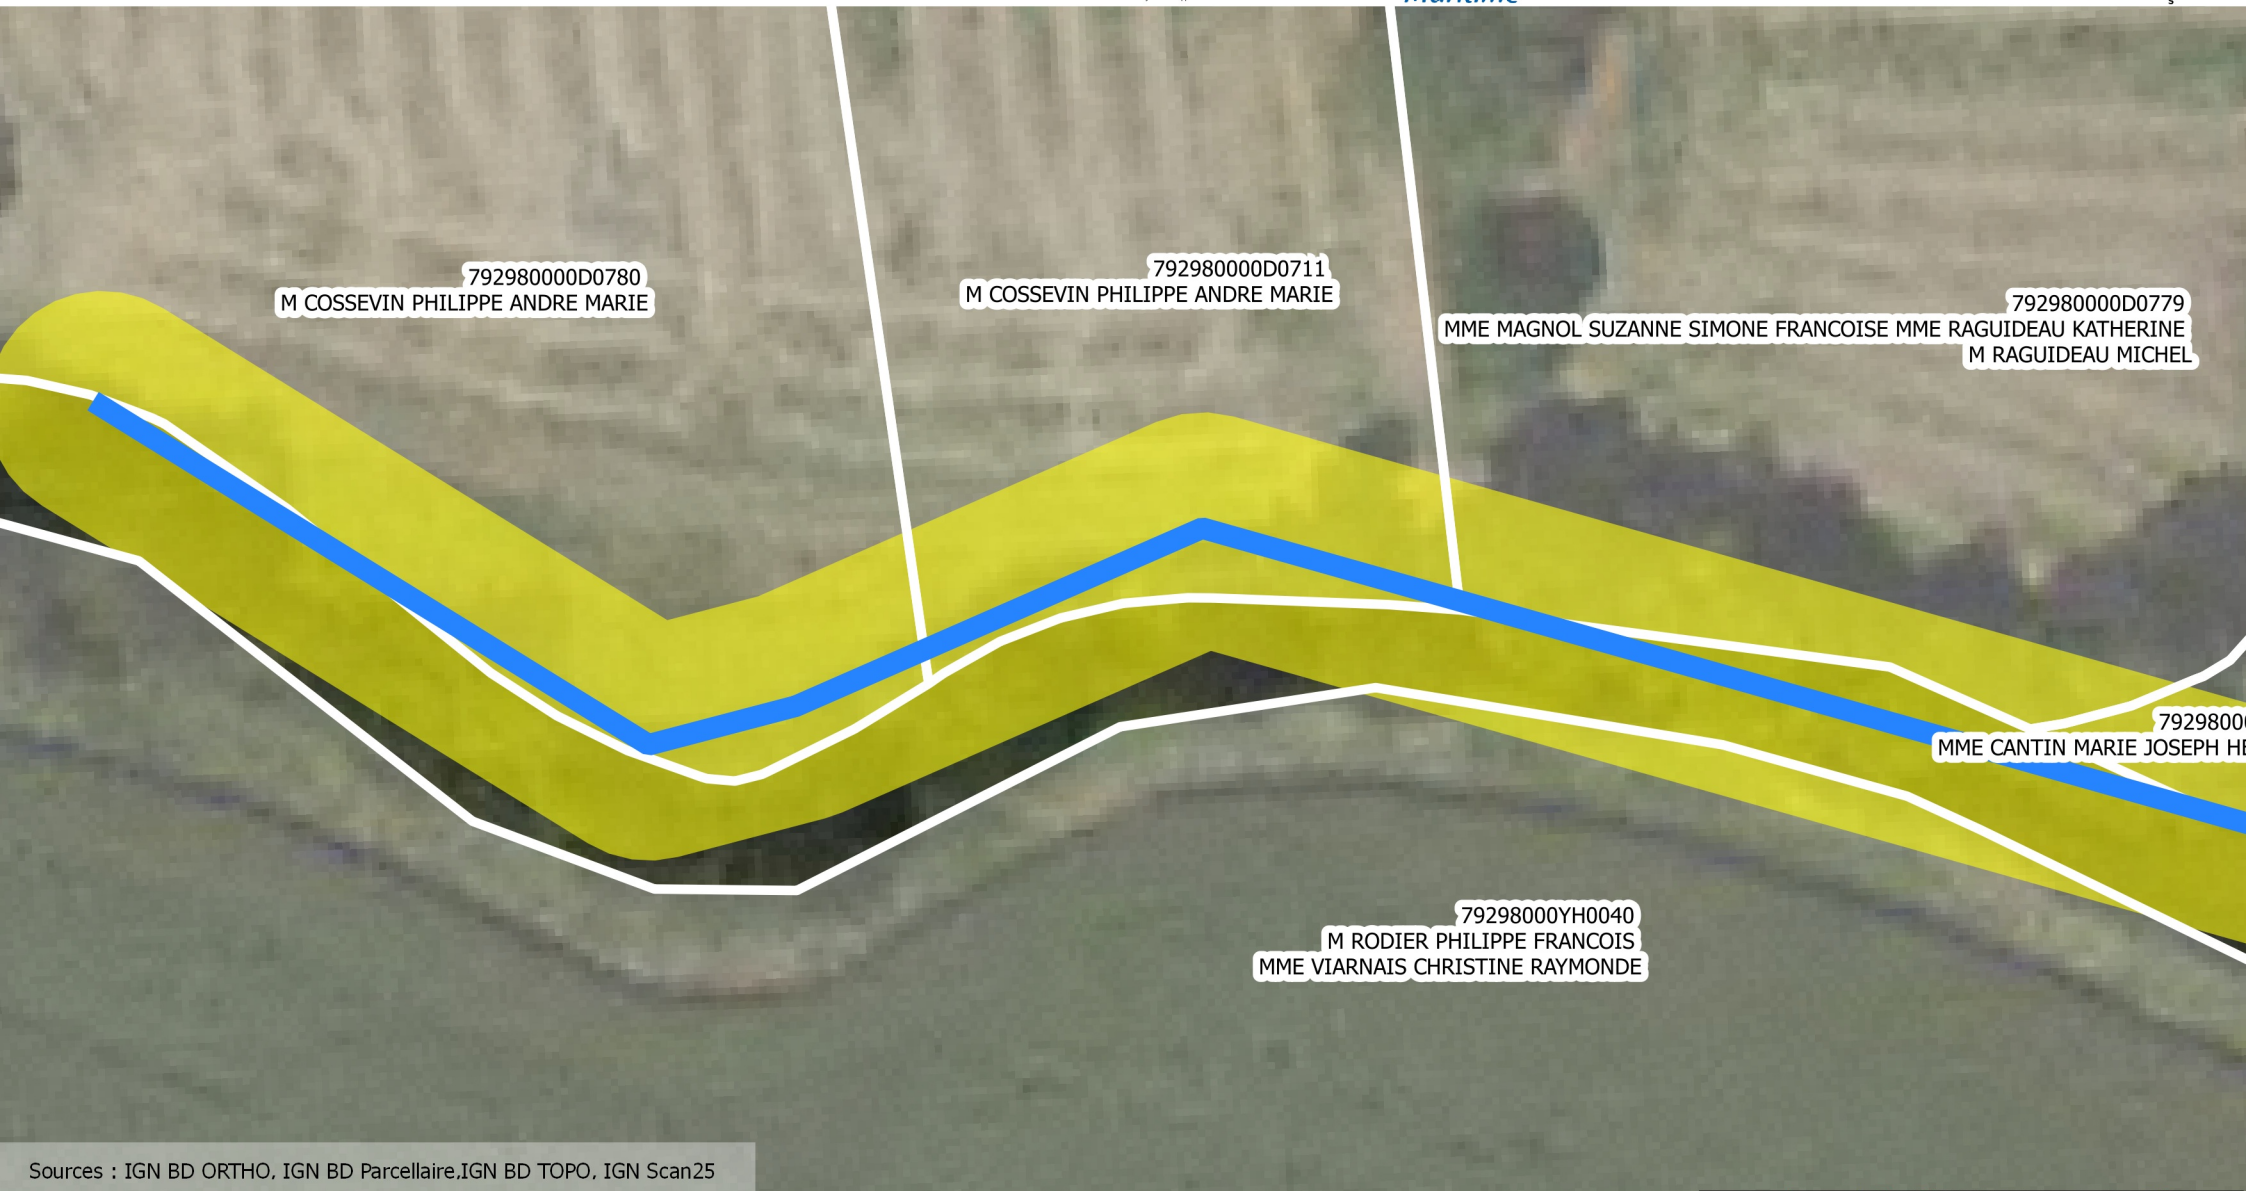 792980000D0780
M COSSEVIN PHILIPPE ANDRE MARIE
792980000D0711
M COSSEVIN PHILIPPE ANDRE MARIE
792980000D0779
MME MAGNOL SUZANNE SIMONE FRANCOISE MME RAGUIDEAU KATHERINE
M RAGUIDEAU MICHEL
7929800
MME CANTIN MARIE JOSEPH HE
79298000YH0040
M RODIER PHILIPPE FRANCOIS
MME VIARNAIS CHRISTINE RAYMONDE
Sources : IGN BD ORTHO, IGN BD Parcellaire,IGN BD TOPO, IGN Scan25